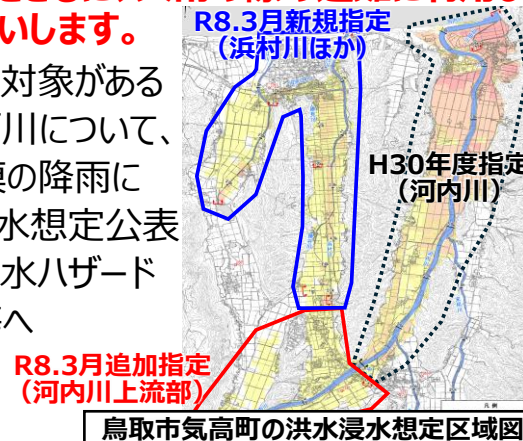 いします。
対象がある
川について、
の降雨に
水想定公表
水ハザード
へ
R8.3月新規指定
（浜村川ほか）
H30年度指定
（河内川）
R8.3月追加指定
（河内川上流部）
鳥取市気高町の洪水浸水想定区域図